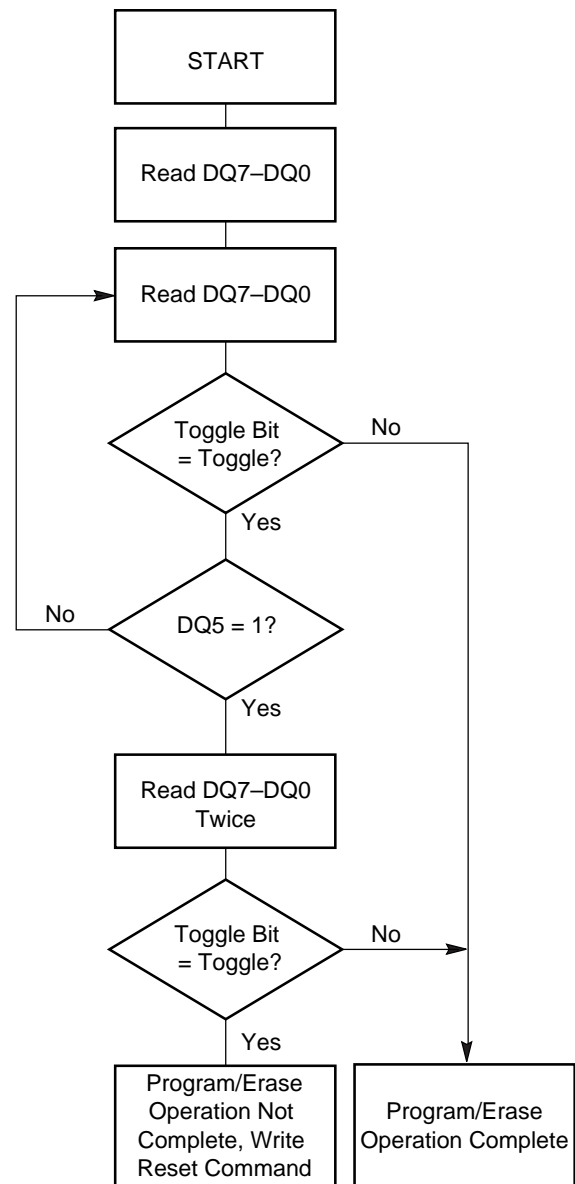 START
Read DQ7–DQ0
Read DQ7–DQ0
Toggle Bit
= Toggle?
No
Yes
No
DQ5 = 1?
Yes
Read DQ7–DQ0
Twice
Toggle Bit
= Toggle?
No
Yes
Program/Erase
Operation Not
Complete, Write
Reset Command
Program/Erase
Operation Complete